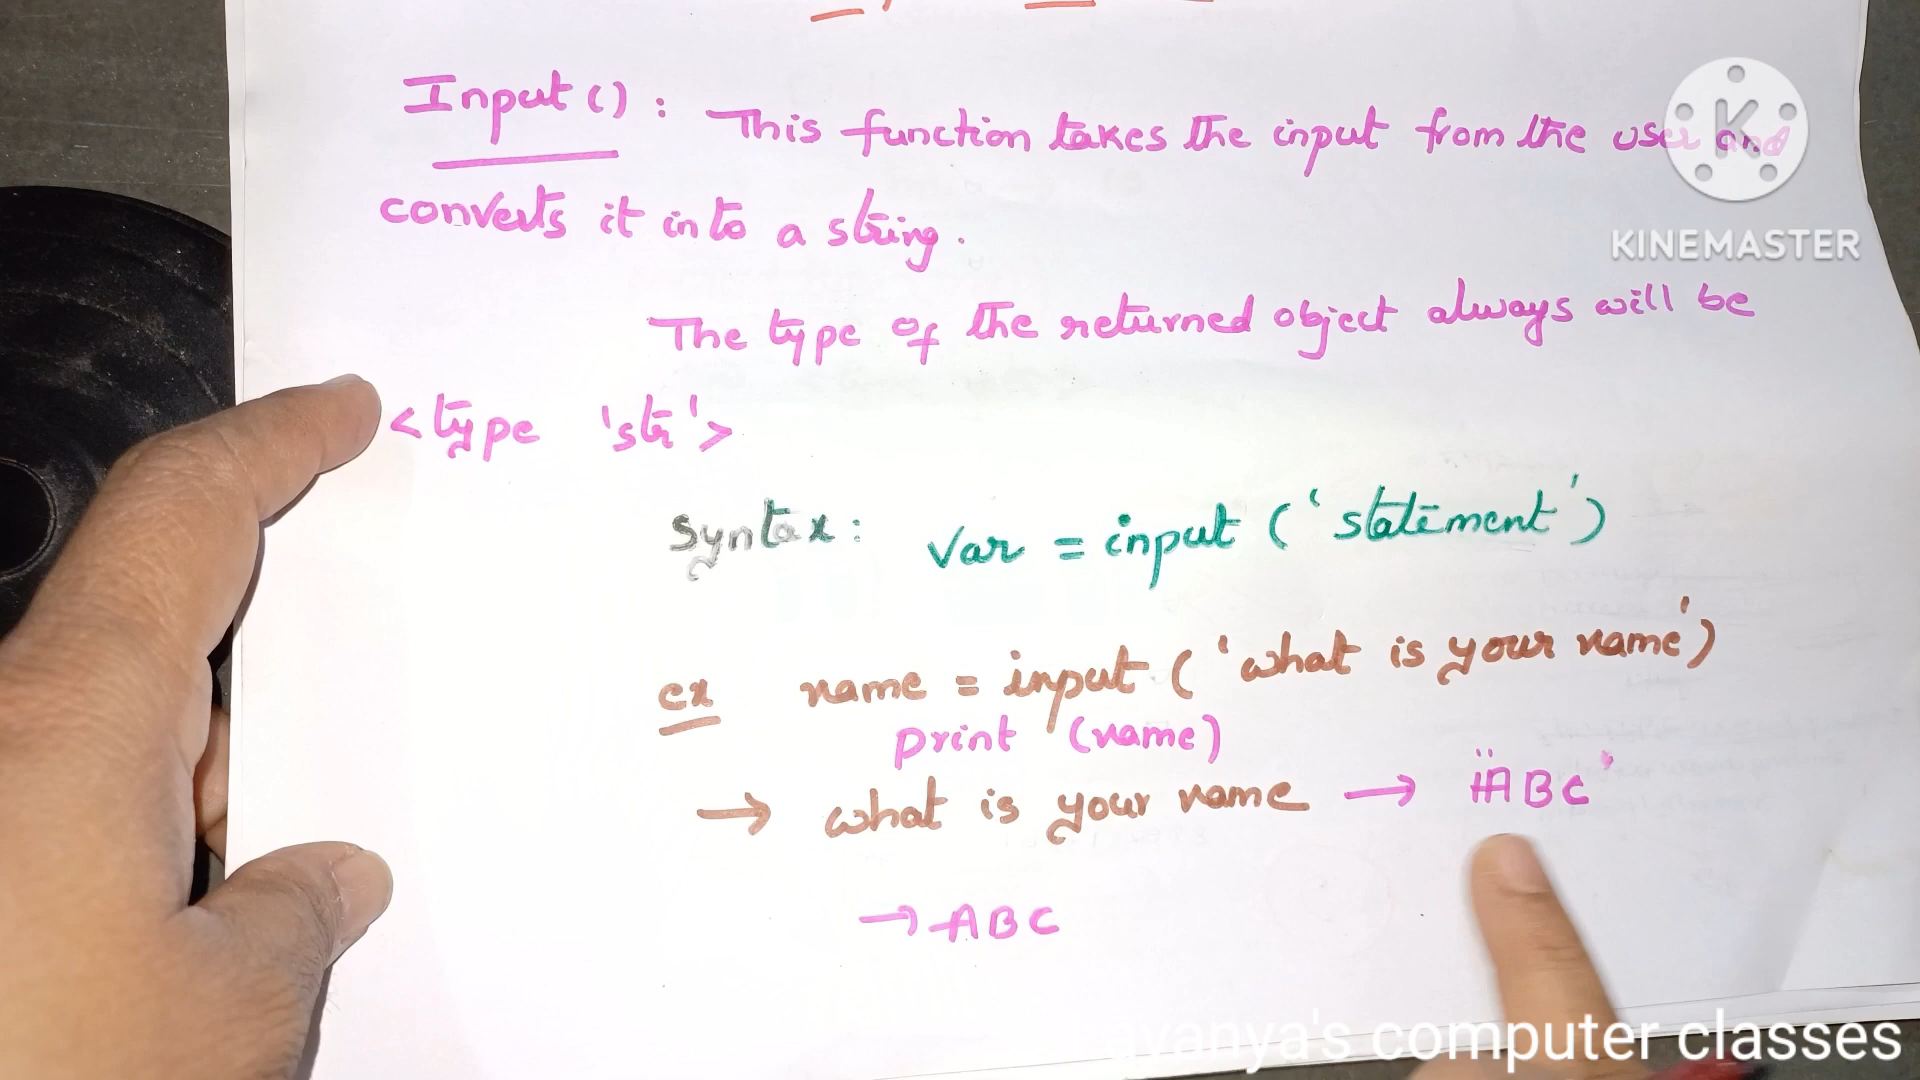 Input() : This function takes the input from the user and
converts it into a string.
The type of the returned object always will be
<type 'str'>
Syntax: Var = input ('statement')
ex name = input ('what is your name')
print (name)
→ what is your name → "ABC'
→ ABC
K
KINEMASTER
Lavanya's computer classes